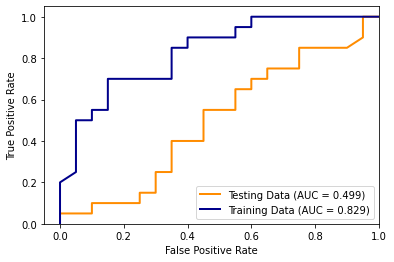 1.0
0.8
0.6
0.4
0.2
0.0
True Positive Rate
Testing Data (AUC = 0.499)
Training Data (AUC = 0.829)
0.0 0.2 0.4 0.6 0.8 1.0
False Positive Rate